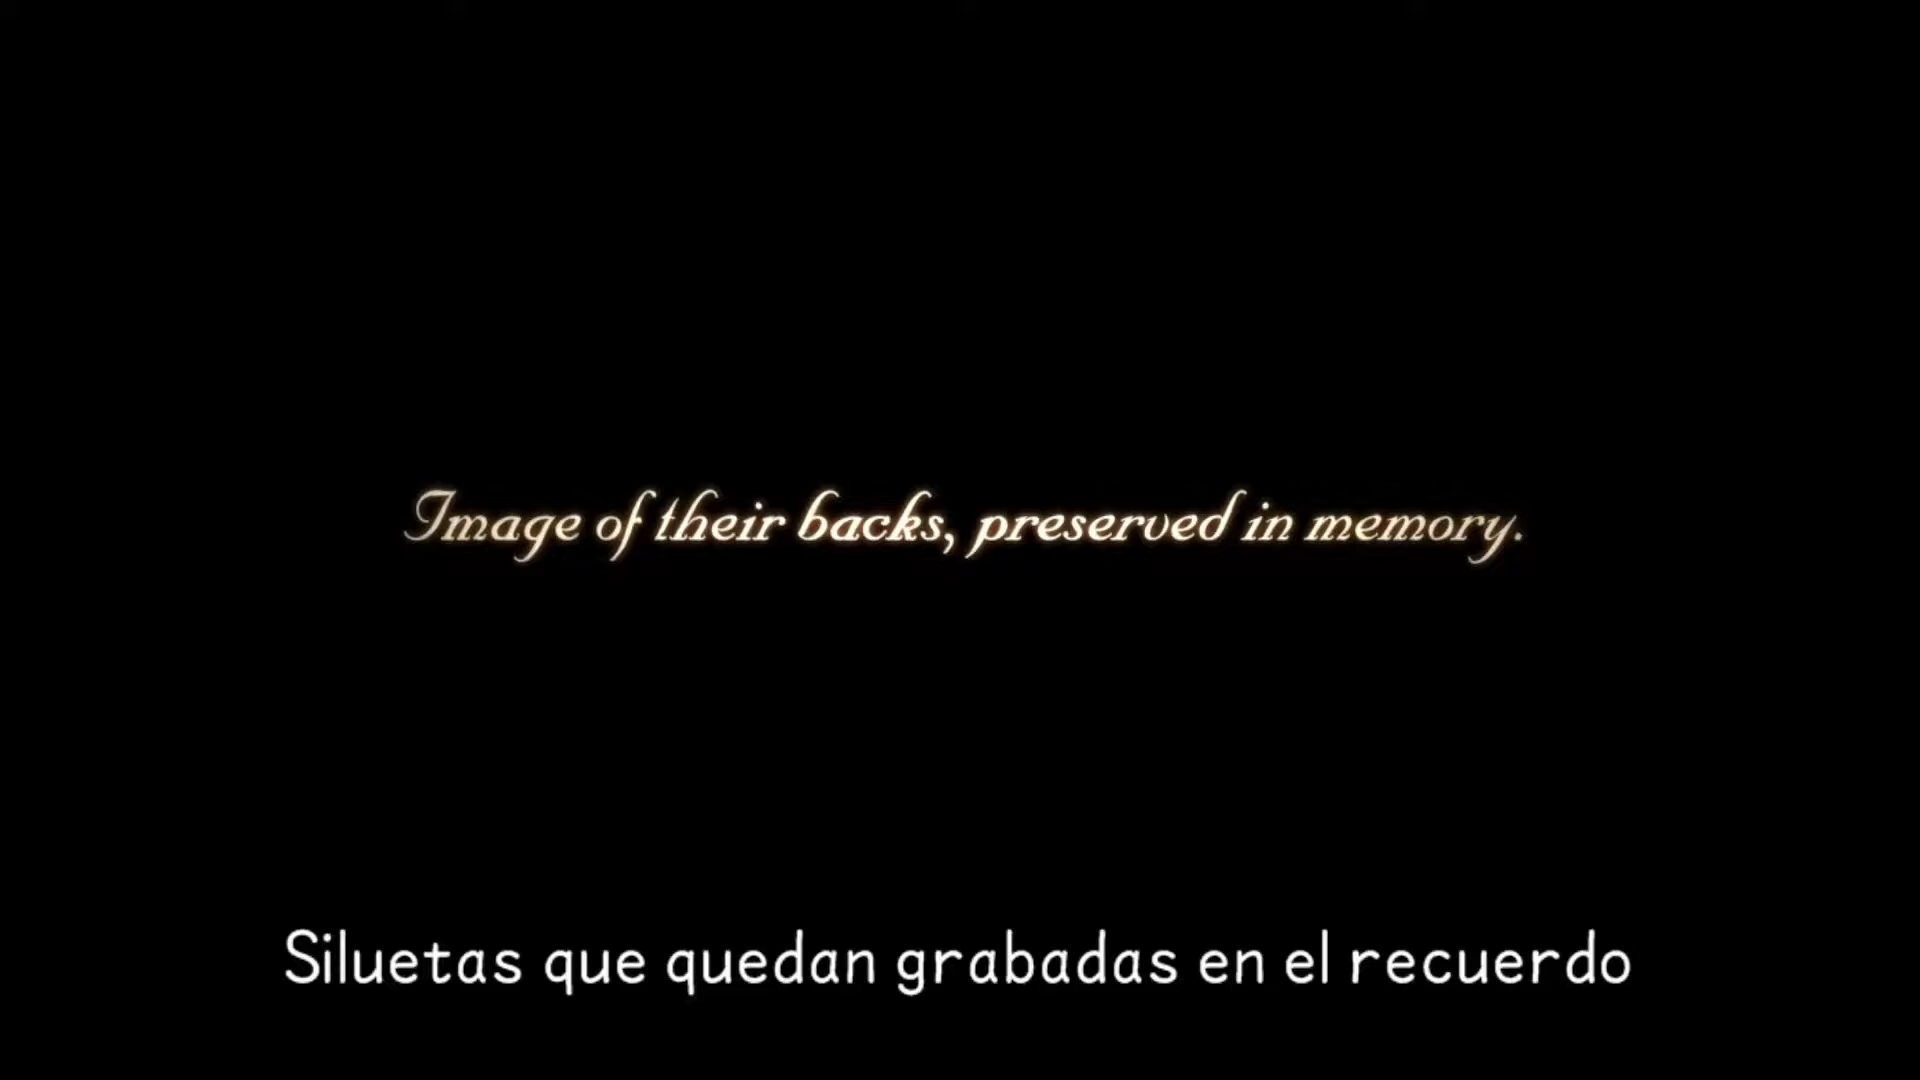 Image of their backs, preserved in memory.
Siluetas que quedan grabadas en el recuerdo